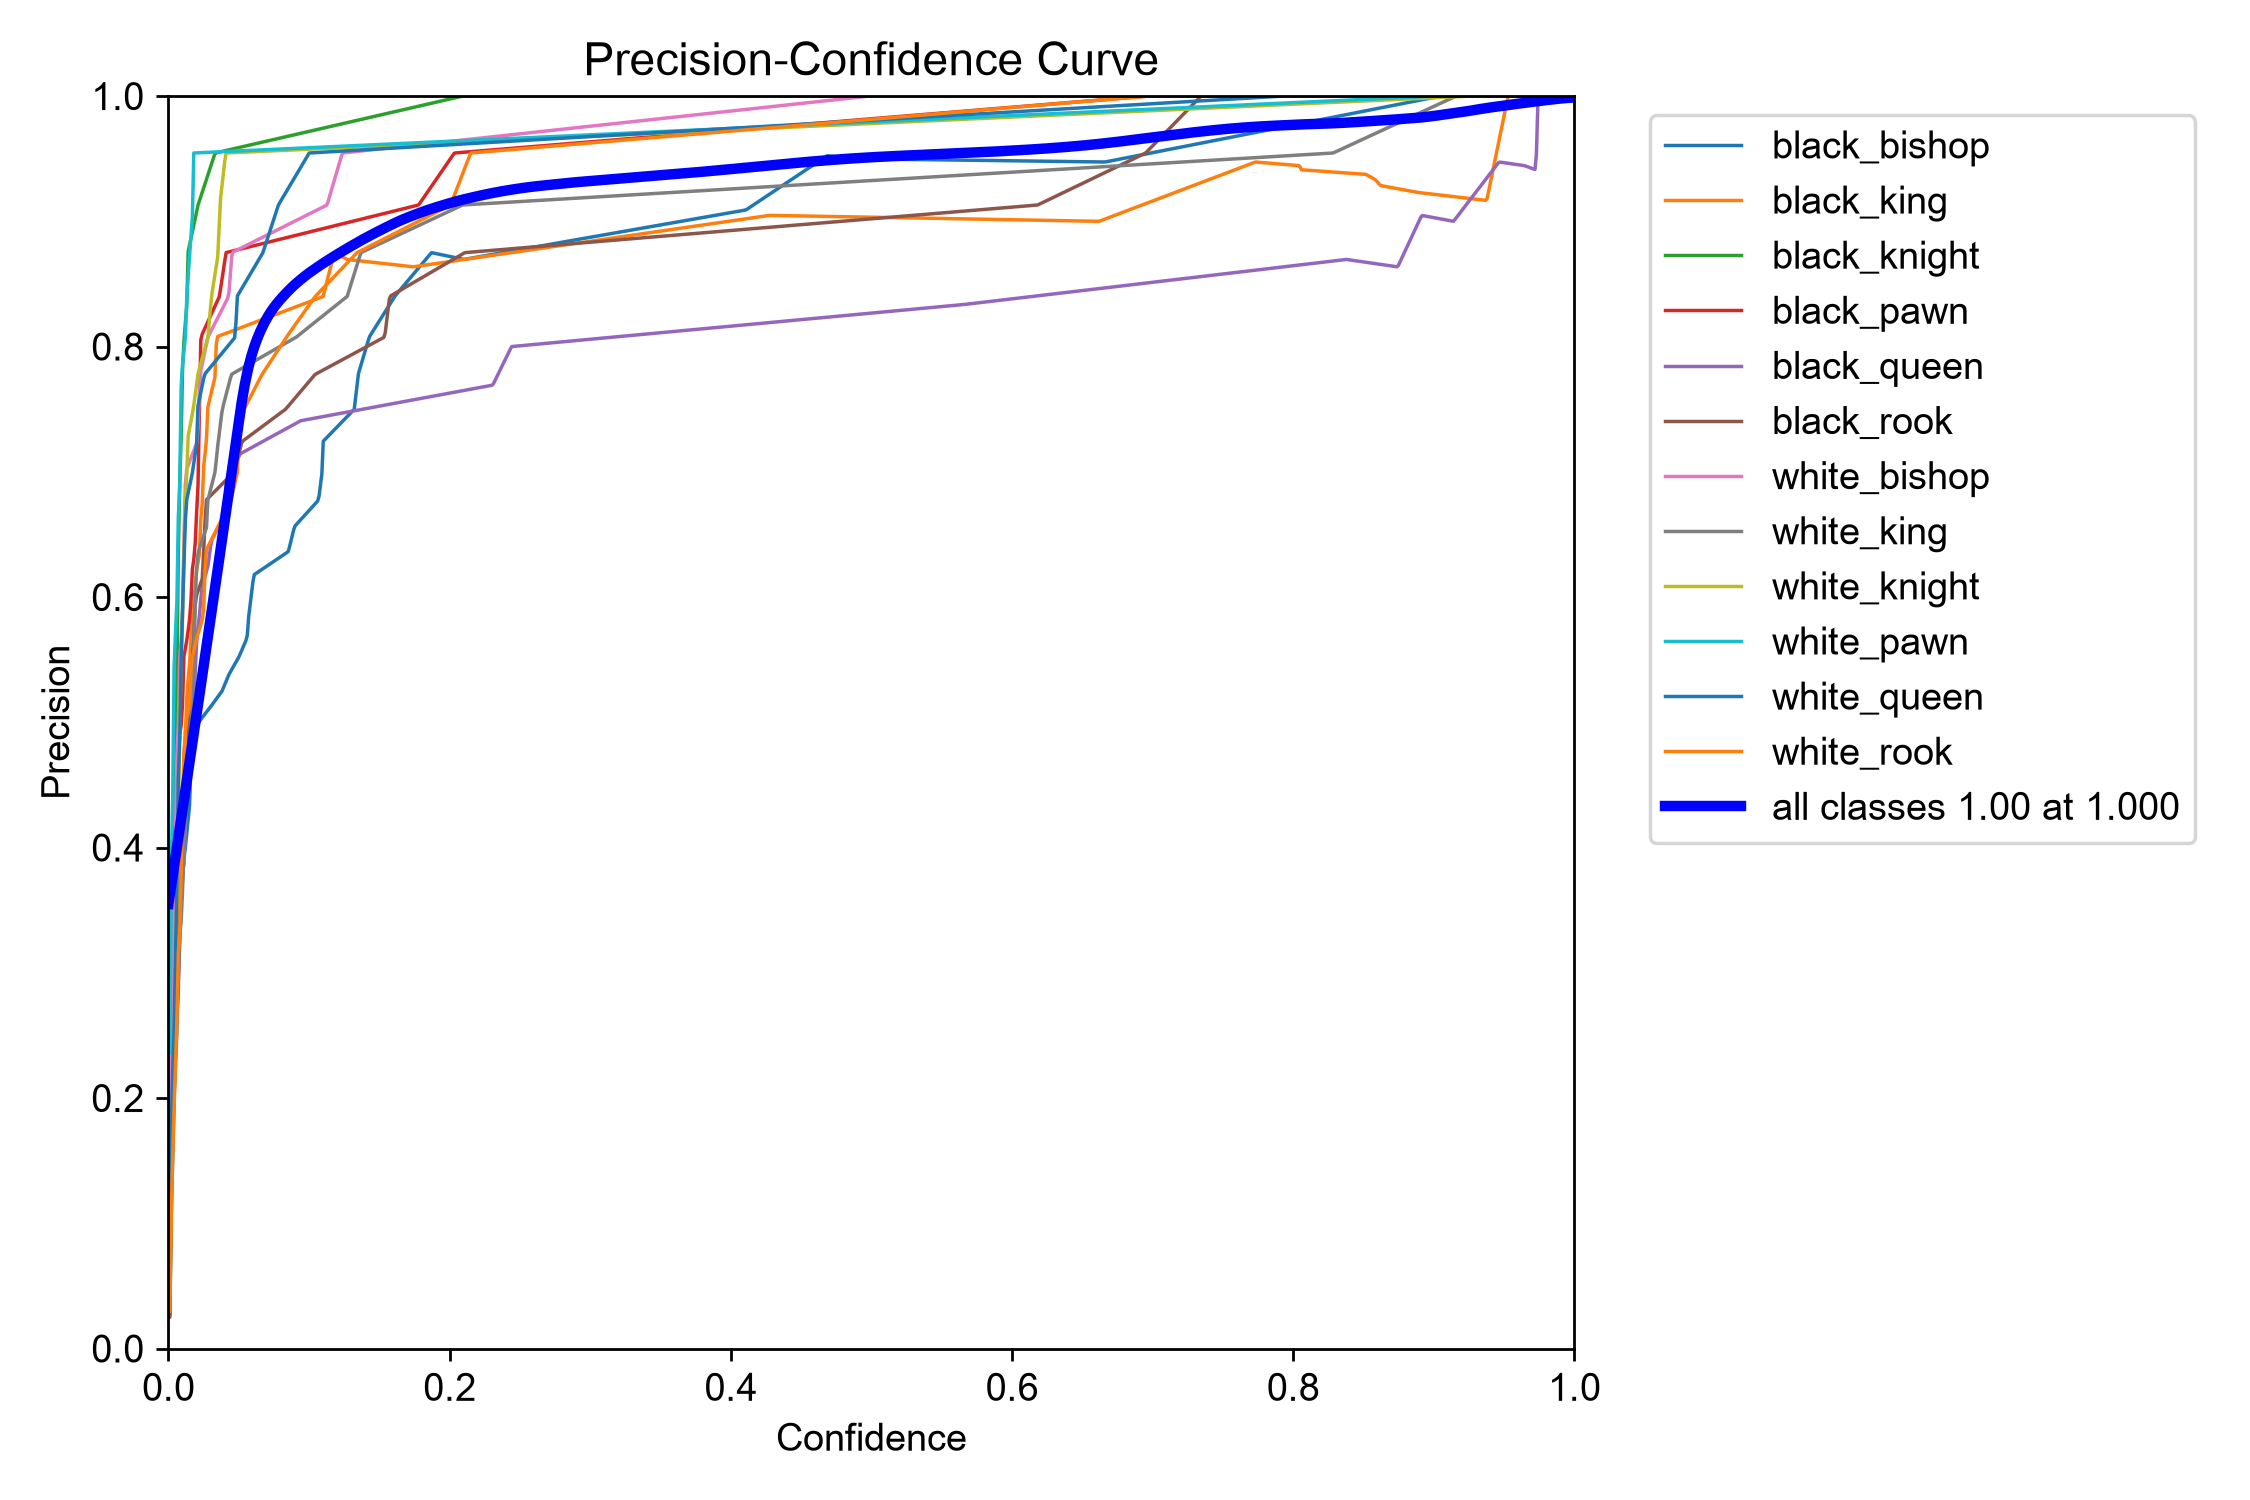 Precision-Confidence Curve
1.0
0.8
0.6
0.4
0.2
0.0
Precision
0.0 0.2 0.4 0.6 0.8 1.0
Confidence
black_bishop
black_king
black_knight
black_pawn
black_queen
black_rook
white_bishop
white_king
white_knight
white_pawn
white_queen
white_rook
all classes 1.00 at 1.000